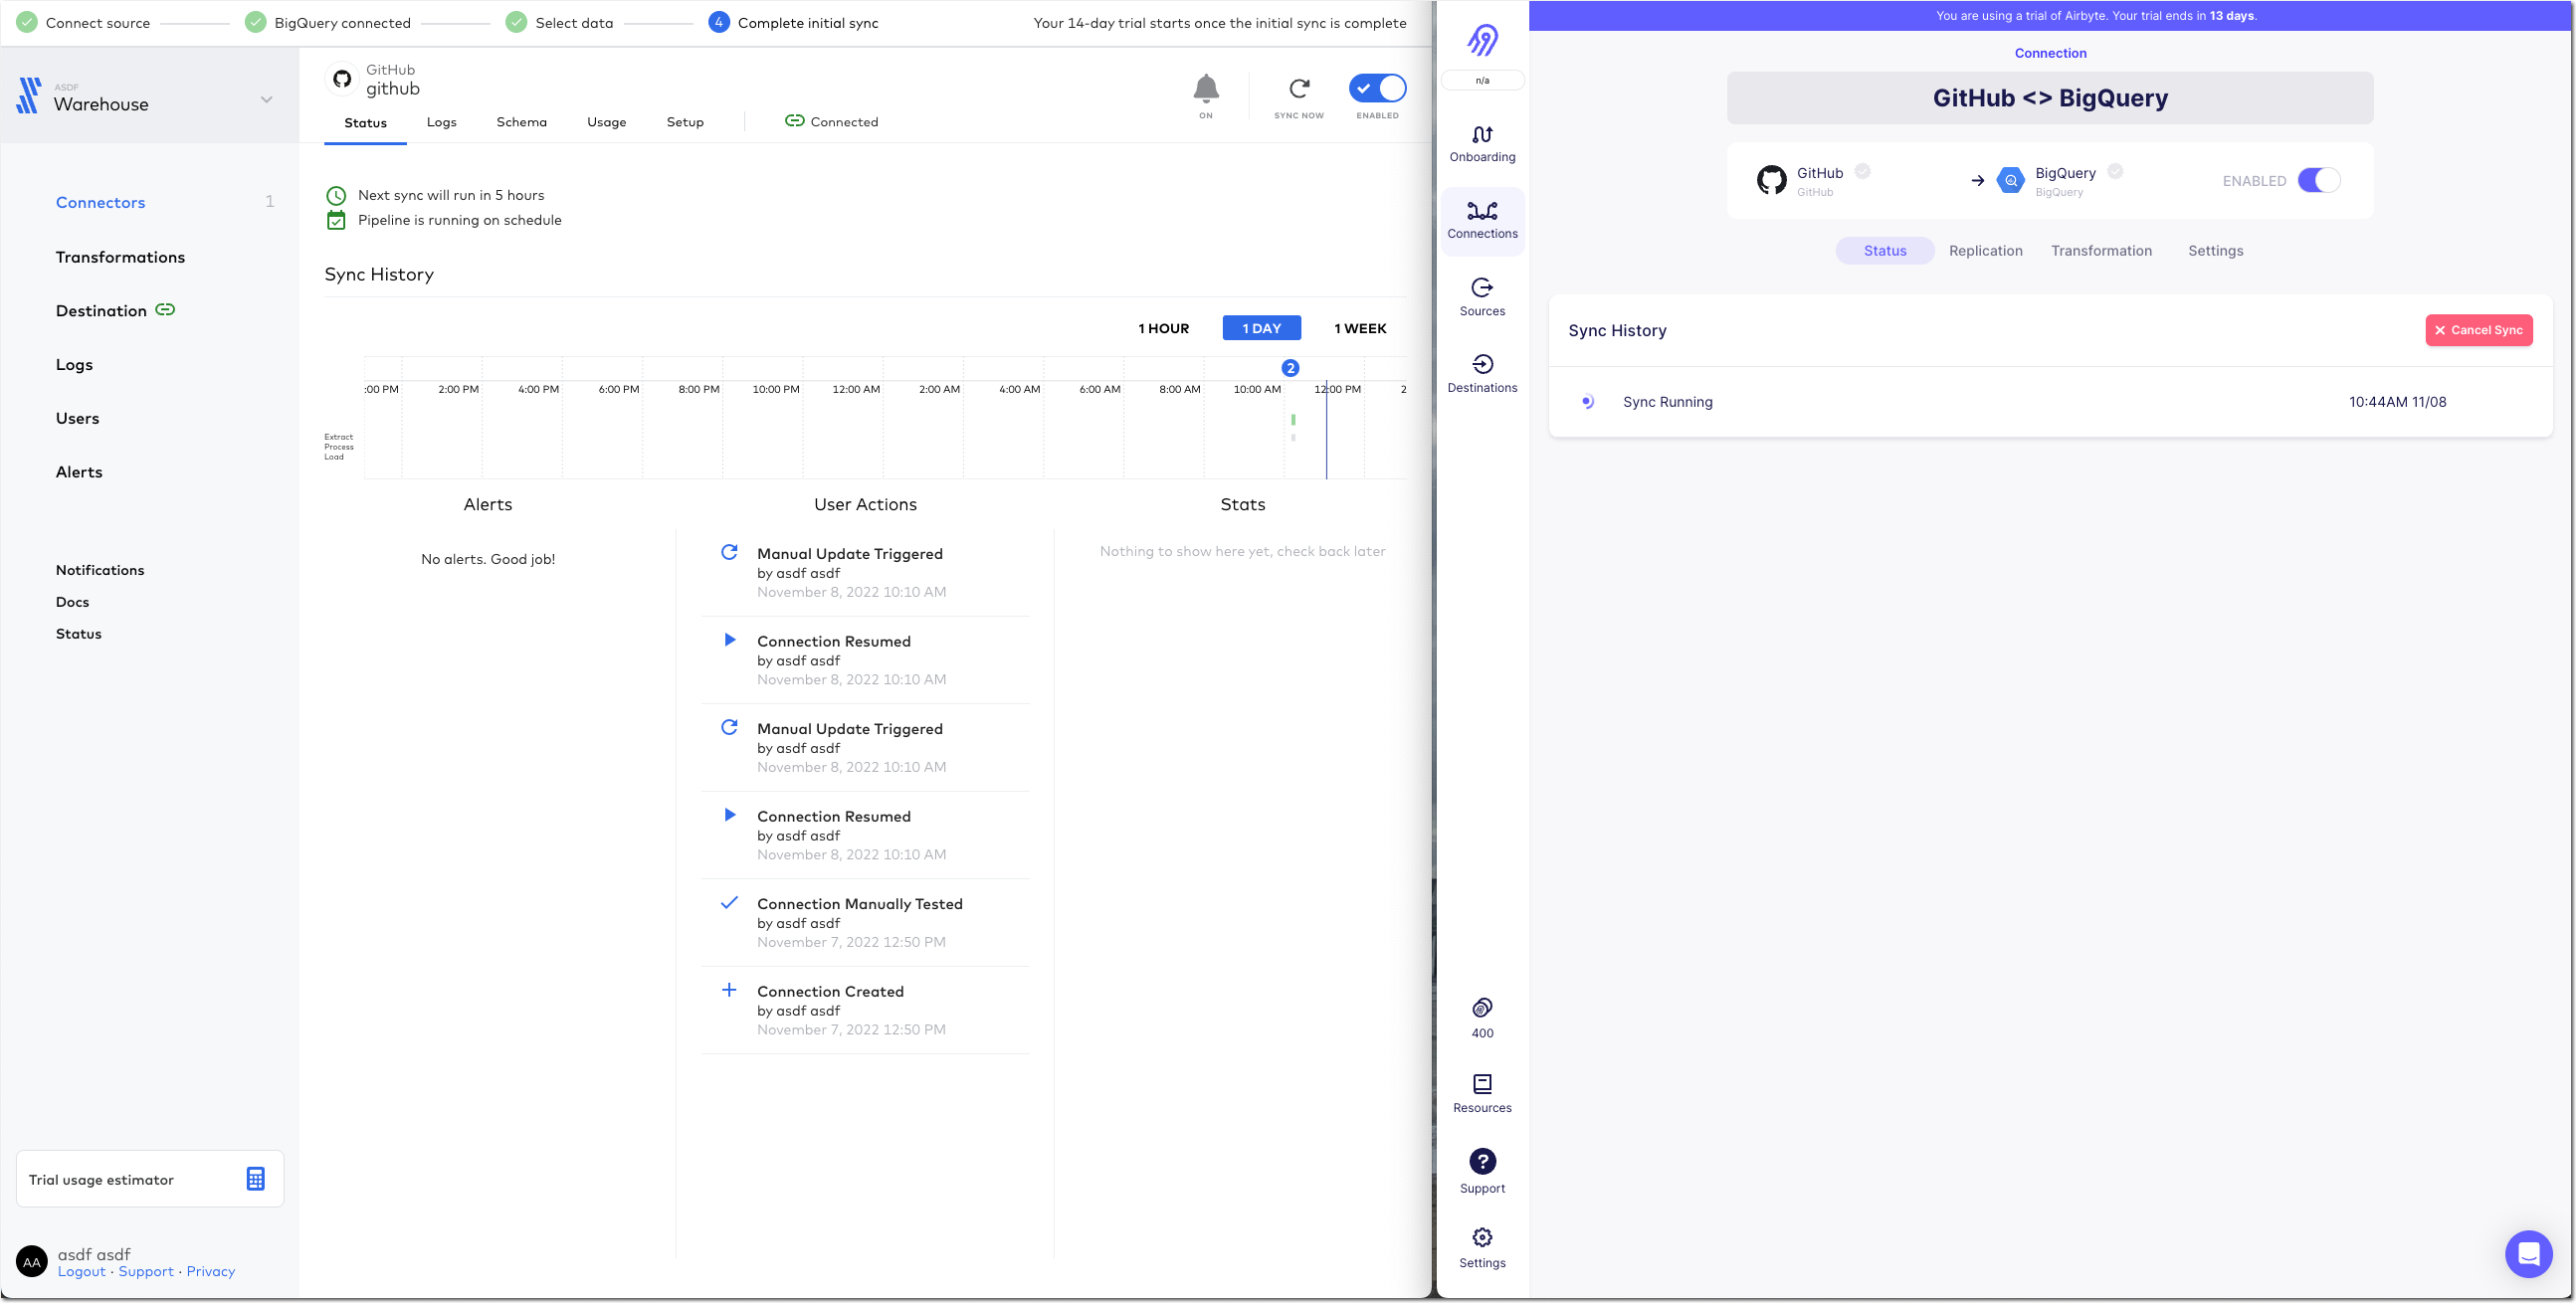 Connect source
BigQuery connected
Select data
4 Complete initial sync
Your 14-day trial starts once the initial sync is complete
ASDF
Warehouse
Connectors 1
Transformations
Destination
Logs
Users
Alerts
Notifications
Docs
Status
Trial usage estimator
AA
asdf asdf
Logout · Support · Privacy
GitHub
github
ON
SYNC NOW
ENABLED
Status Logs Schema Usage Setup Connected
Next sync will run in 5 hours
Pipeline is running on schedule
Sync History
1 HOUR 1 DAY 1 WEEK
2
:00 PM 2:00 PM 4:00 PM 6:00 PM 8:00 PM 10:00 PM 12:00 AM 2:00 AM 4:00 AM 6:00 AM 8:00 AM 10:00 AM 12:00 PM 2
Extract
Process
Load
Alerts
No alerts. Good job!
User Actions
Manual Update Triggered
by asdf asdf
November 8, 2022 10:10 AM
Connection Resumed
by asdf asdf
November 8, 2022 10:10 AM
Manual Update Triggered
by asdf asdf
November 8, 2022 10:10 AM
Connection Resumed
by asdf asdf
November 8, 2022 10:10 AM
Connection Manually Tested
by asdf asdf
November 7, 2022 12:50 PM
Connection Created
by asdf asdf
November 7, 2022 12:50 PM
Stats
Nothing to show here yet, check back later
n/a
Onboarding
Connections
Sources
Destinations
400
Resources
?
Support
Settings
You are using a trial of Airbyte. Your trial ends in 13 days.
Connection
GitHub <> BigQuery
GitHub
GitHub
BigQuery
BigQuery
ENABLED
Status Replication Transformation Settings
Sync History
Cancel Sync
Sync Running
10:44AM 11/08